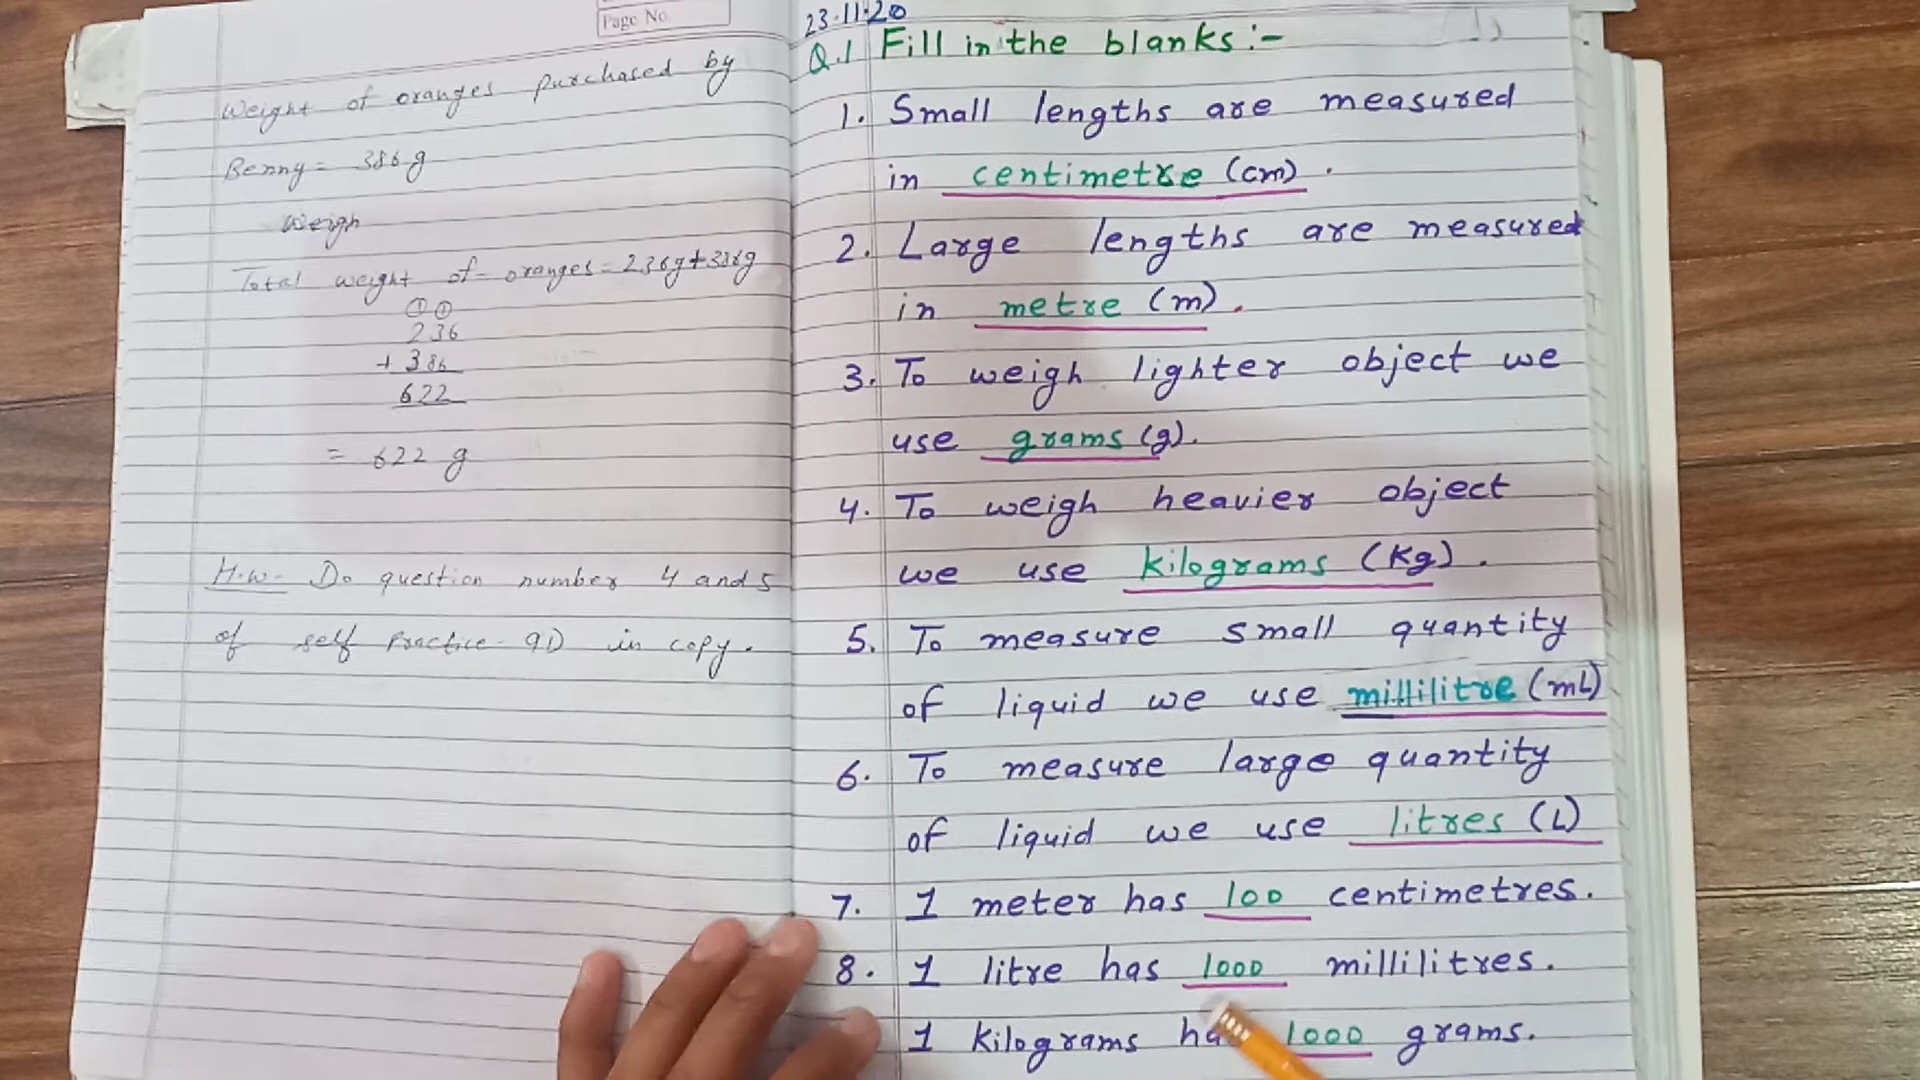 Page No.
Weight of oranges purchased by
Benny = 386 g
Weigh
Total weight of oranges = 236g + 386g
① ①
236
+ 386
622
= 622 g
H.W- Do question number 4 and 5
of self Practice-9D in copy.
23.11.20
Q.1 Fill in the blanks :-
1. Small lengths are measured
in centimetre (cm).
2. Large lengths are measured
in metre (m).
3. To weigh lighter object we
use grams (g).
4. To weigh heavier object
we use kilograms (Kg).
5. To measure small quantity
of liquid we use millilitre (mL)
6. To measure large quantity
of liquid we use litres (L)
7. 1 meter has 100 centimetres.
8. 1 litre has 1000 millilitres.
1 kilograms 1000 grams.